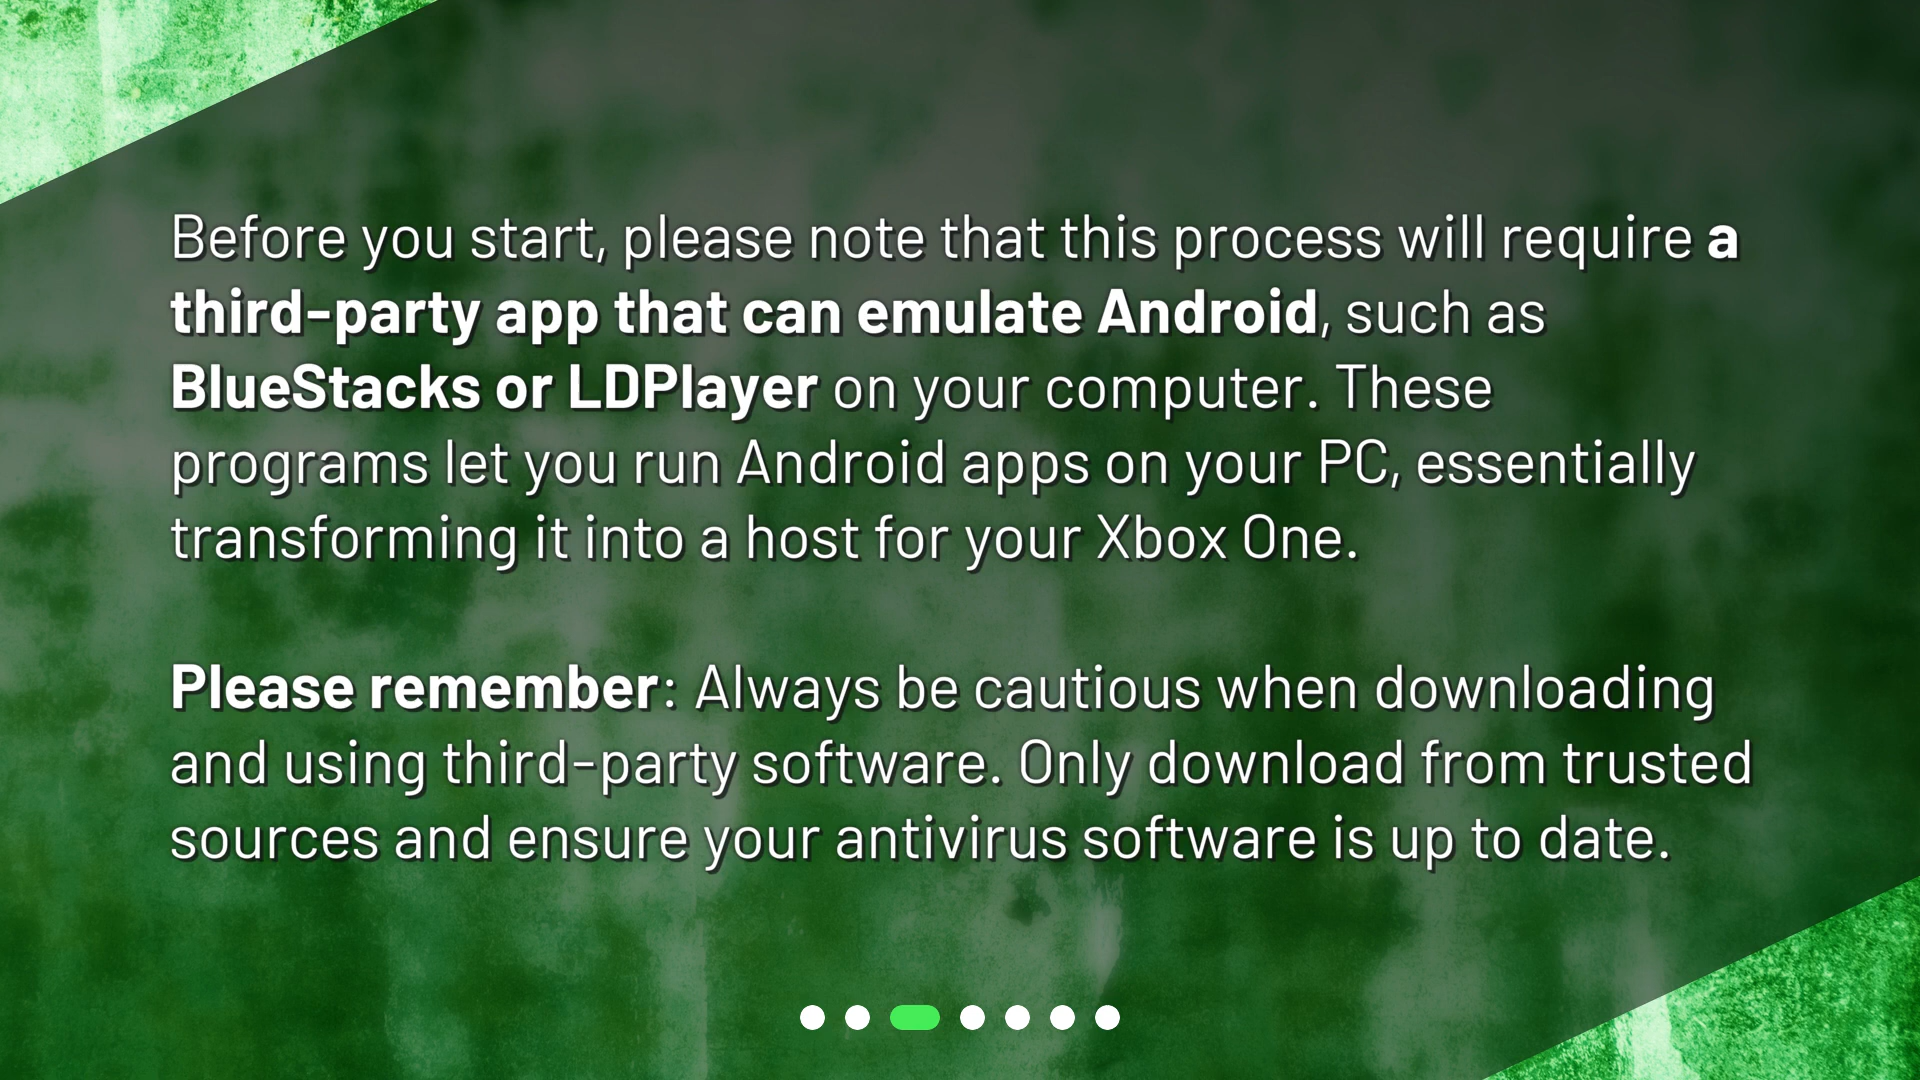 Before you start, please note that this process will require a
third-party app that can emulate Android, such as
BlueStacks or LDPlayer on your computer. These
programs let you run Android apps on your PC, essentially
transforming it into a host for your Xbox One.
Please remember: Always be cautious when downloading
and using third-party software. Only download from trusted
sources and ensure your antivirus software is up to date.